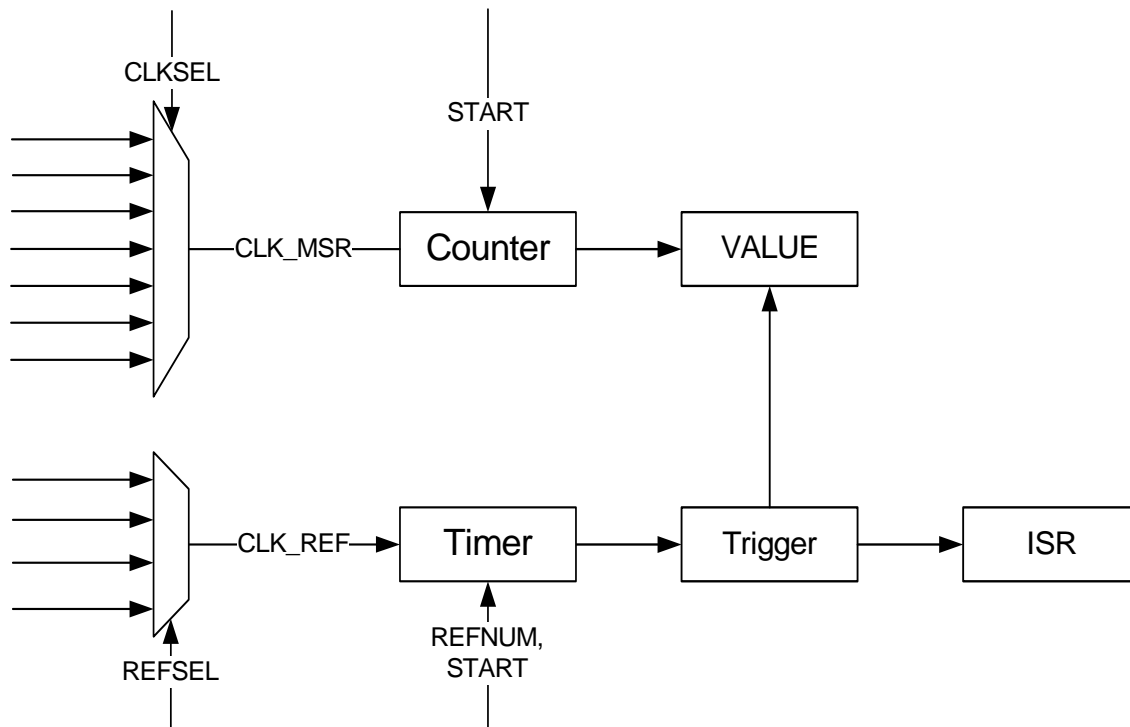 CLKSEL
START
CLK_MSR
Counter
VALUE
CLK_REF
Timer
Trigger
ISR
REFNUM,
START
REFSEL